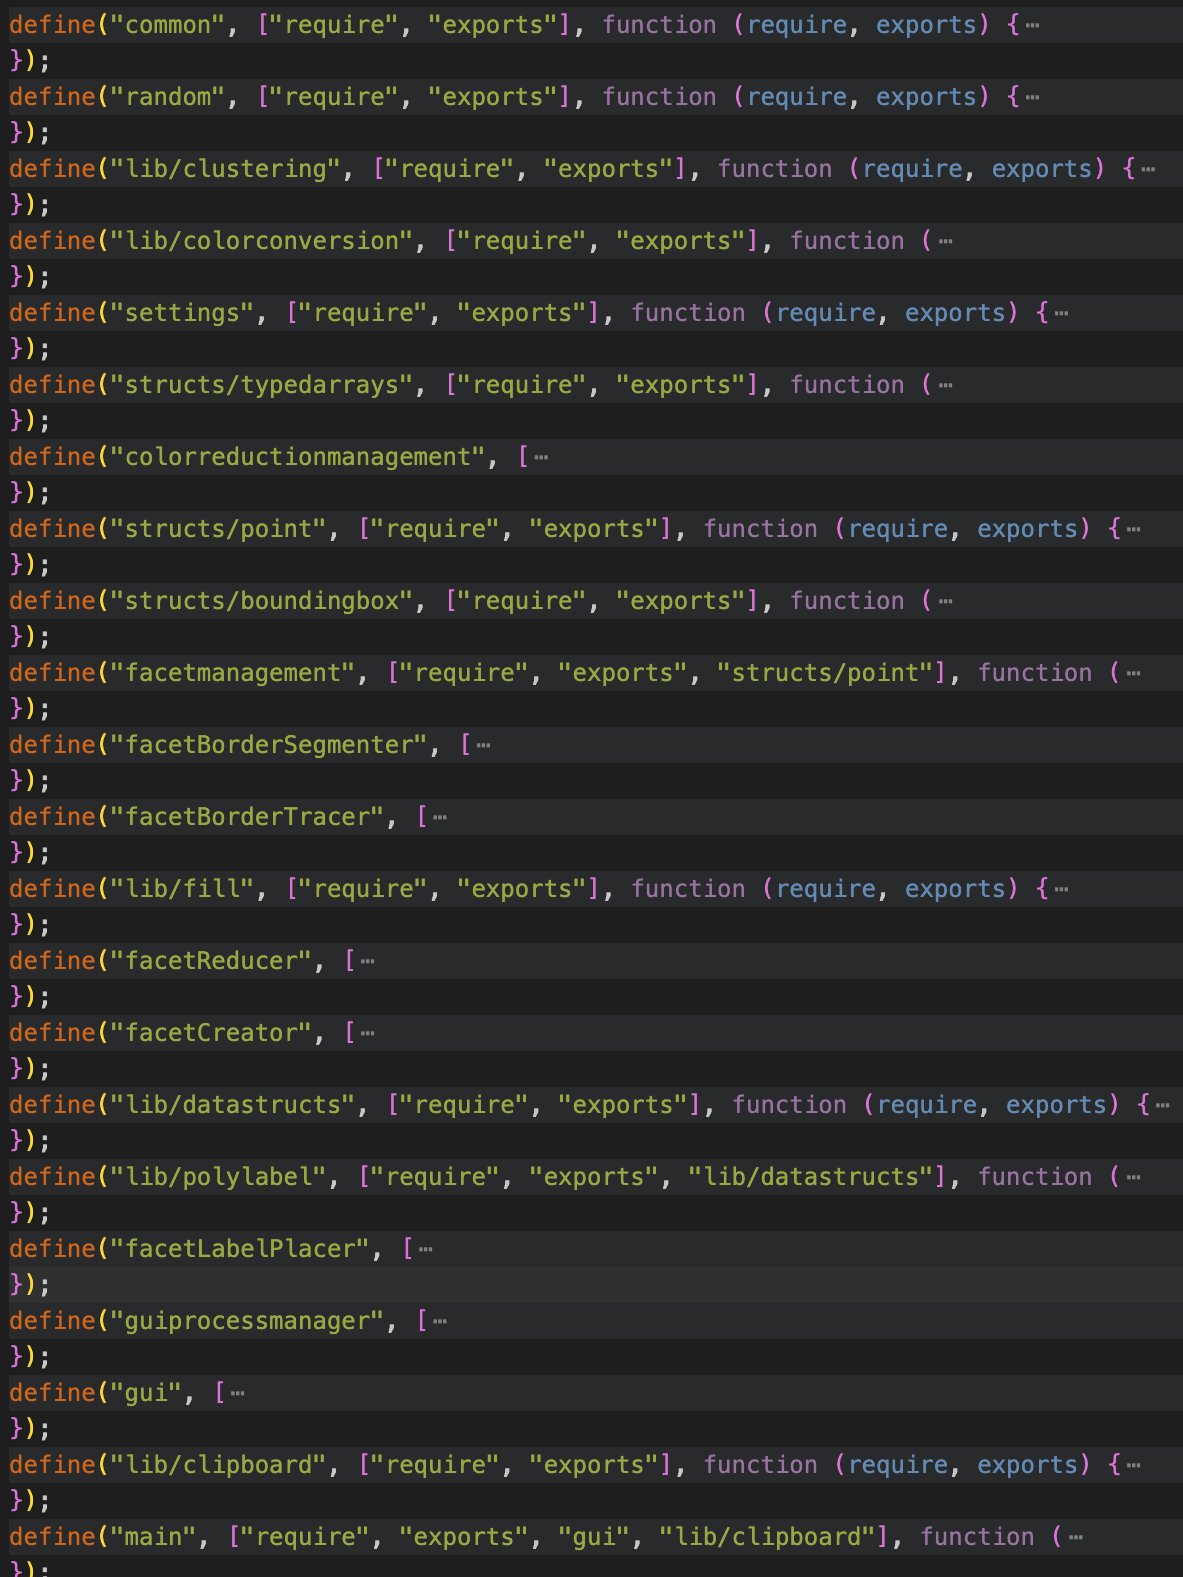 define("common", ["require", "exports"], function (require, exports) {⋯
});
define("random", ["require", "exports"], function (require, exports) {⋯
});
define("lib/clustering", ["require", "exports"], function (require, exports) {⋯
});
define("lib/colorconversion", ["require", "exports"], function (⋯
});
define("settings", ["require", "exports"], function (require, exports) {⋯
});
define("structs/typedarrays", ["require", "exports"], function (⋯
});
define("colorreductionmanagement", [⋯
});
define("structs/point", ["require", "exports"], function (require, exports) {⋯
});
define("structs/boundingbox", ["require", "exports"], function (⋯
});
define("facetmanagement", ["require", "exports", "structs/point"], function (⋯
});
define("facetBorderSegmenter", [⋯
});
define("facetBorderTracer", [⋯
});
define("lib/fill", ["require", "exports"], function (require, exports) {⋯
});
define("facetReducer", [⋯
});
define("facetCreator", [⋯
});
define("lib/datastructs", ["require", "exports"], function (require, exports) {⋯
});
define("lib/polylabel", ["require", "exports", "lib/datastructs"], function (⋯
});
define("facetLabelPlacer", [⋯
});
define("guiprocessmanager", [⋯
});
define("gui", [⋯
});
define("lib/clipboard", ["require", "exports"], function (require, exports) {⋯
});
define("main", ["require", "exports", "gui", "lib/clipboard"], function (⋯
});